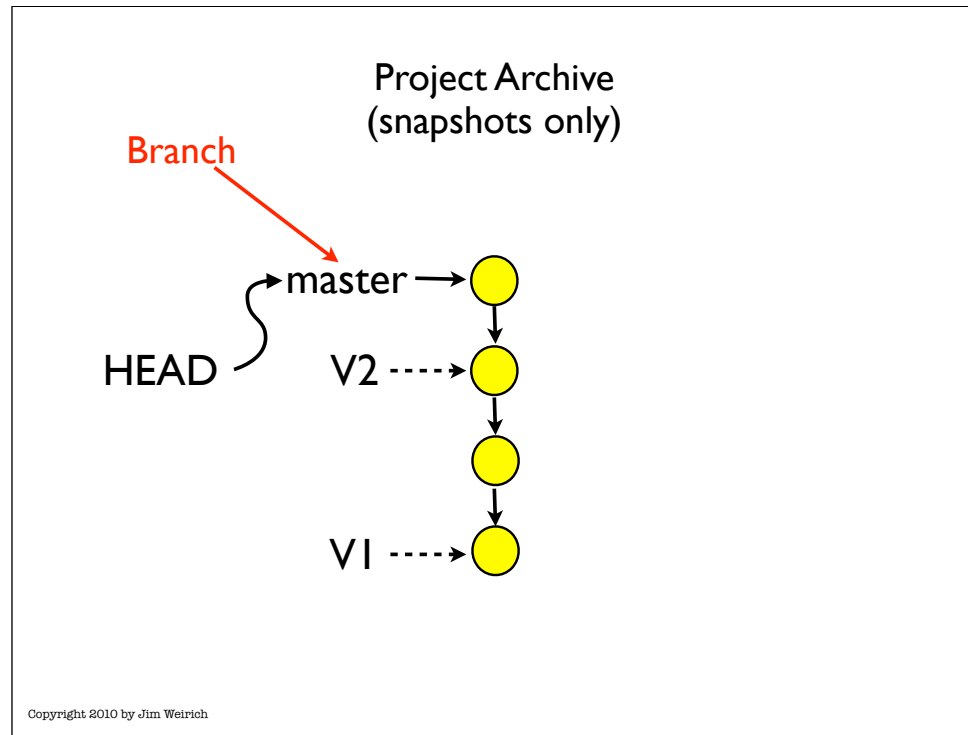 Project Archive
(snapshots only)
Branch
master
HEAD
V2
V1
Copyright 2010 by Jim Weirich